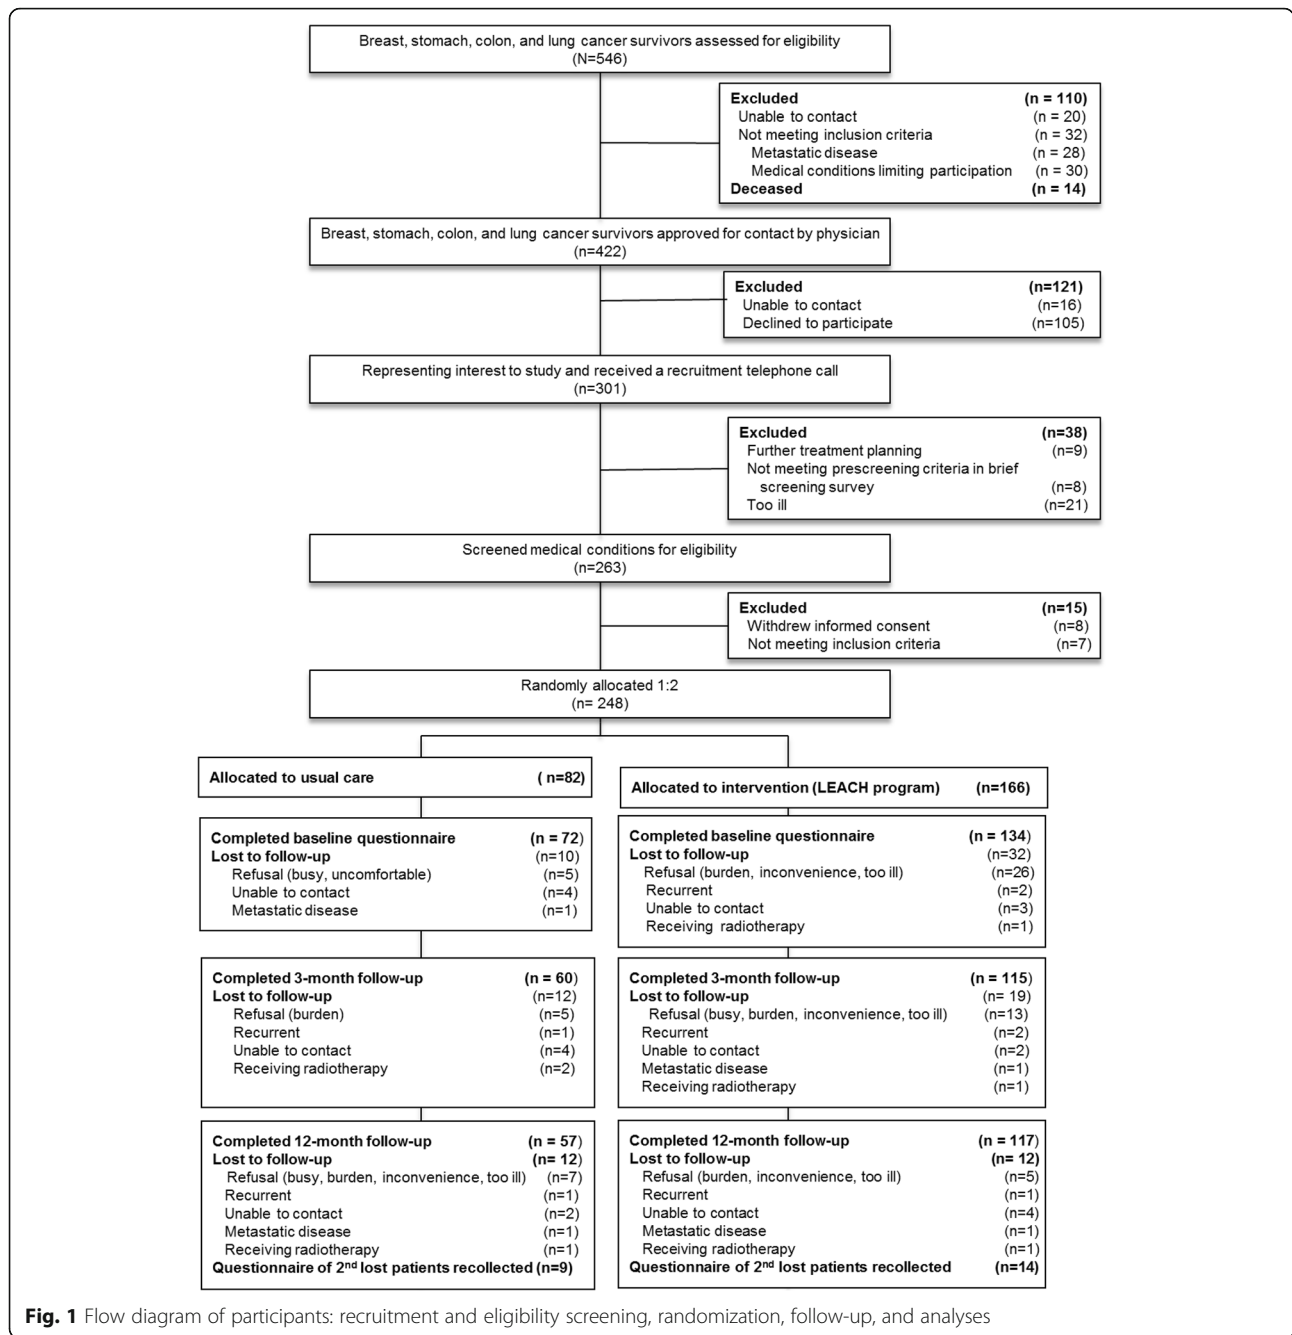 Breast, stomach, colon, and lung cancer survivors assessed for eligibility
(N=546)
Excluded (n = 110)
Unable to contact (n = 20)
Not meeting inclusion criteria (n = 32)
Metastatic disease (n = 28)
Medical conditions limiting participation (n = 30)
Deceased (n = 14)
Breast, stomach, colon, and lung cancer survivors approved for contact by physician
(n=422)
Excluded (n=121)
Unable to contact (n=16)
Declined to participate (n=105)
Representing interest to study and received a recruitment telephone call
(n=301)
Excluded (n=38)
Further treatment planning (n=9)
Not meeting prescreening criteria in brief
screening survey (n=8)
Too ill (n=21)
Screened medical conditions for eligibility
(n=263)
Excluded (n=15)
Withdrew informed consent (n=8)
Not meeting inclusion criteria (n=7)
Randomly allocated 1:2
(n= 248)
Allocated to usual care ( n=82)
Completed baseline questionnaire (n = 72)
Lost to follow-up (n=10)
Refusal (busy, uncomfortable) (n=5)
Unable to contact (n=4)
Metastatic disease (n=1)
Completed 3-month follow-up (n = 60)
Lost to follow-up (n=12)
Refusal (burden) (n=5)
Recurrent (n=1)
Unable to contact (n=4)
Receiving radiotherapy (n=2)
Completed 12-month follow-up (n = 57)
Lost to follow-up (n= 12)
Refusal (busy, burden, inconvenience, too ill) (n=7)
Recurrent (n=1)
Unable to contact (n=2)
Metastatic disease (n=1)
Receiving radiotherapy (n=1)
Questionnaire of 2nd lost patients recollected (n=9)
Allocated to intervention (LEACH program) (n=166)
Completed baseline questionnaire (n = 134)
Lost to follow-up (n=32)
Refusal (burden, inconvenience, too ill) (n=26)
Recurrent (n=2)
Unable to contact (n=3)
Receiving radiotherapy (n=1)
Completed 3-month follow-up (n = 115)
Lost to follow-up (n= 19)
Refusal (busy, burden, inconvenience, too ill) (n=13)
Recurrent (n=2)
Unable to contact (n=2)
Metastatic disease (n=1)
Receiving radiotherapy (n=1)
Completed 12-month follow-up (n = 117)
Lost to follow-up (n= 12)
Refusal (burden, inconvenience, too ill) (n=5)
Recurrent (n=1)
Unable to contact (n=4)
Metastatic disease (n=1)
Receiving radiotherapy (n=1)
Questionnaire of 2nd lost patients recollected (n=14)
Fig. 1 Flow diagram of participants: recruitment and eligibility screening, randomization, follow-up, and analyses